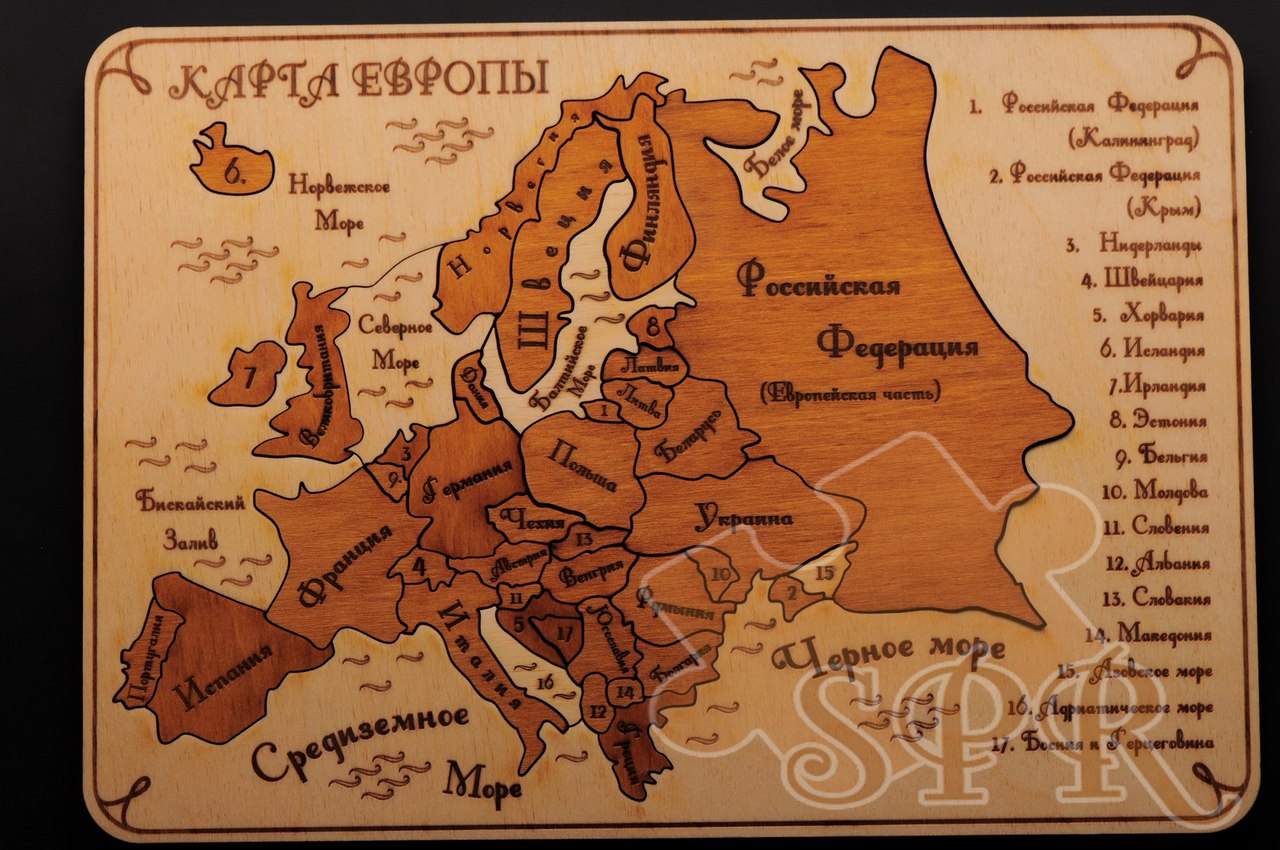 КАРТА ЕВРОПЫ
6.
Норвежское
Море
Норвегия
Швеция
Финляндия
Белое море
Российская
Федерация
(Европейская часть)
Северное
Море
Балтийское
Море
7
Великобритания
Дания
8
Латвия
Литва
1
Беларусь
Польша
3
9.
Германия
Бискайский
Залив
Франция
Чехия
13
Украина
4
Австрия
Венгрия
11
5
17
Италия
Румыния
10
2
15
Югославия
Болгария
16
12
14
Греция
Португалия
Испания
Средиземное
Море
Черное море
1. Российская Федерация
(Калининград)
2. Российская Федерация
(Крым)
3. Нидерланды
4. Швейцария
5. Хорвария
6. Исландия
7. Ирландия
8. Эстония
9. Бельгия
10. Молдова
11. Словения
12. Албания
13. Словакия
14. Македония
15. Азовское море
16. Адриатическое море
17. Босния и Герцеговина
SPR